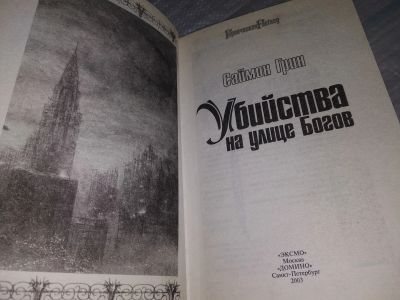 Саймон Грин
Убийства
на улице Богов
«ЭКСМО»
Москва
«ДОМИНО»
Санкт-Петербург
2003